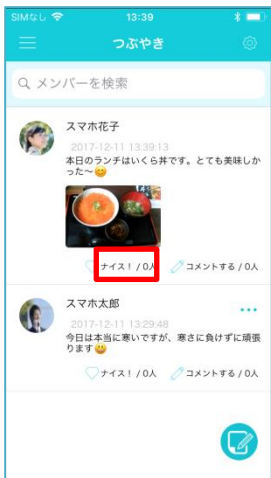 SIMなし 13:39
つぶやき
メンバーを検索
スマホ花子
2017-12-11 13:39:13
本日のランチはいくら丼です。とても美味しか
った〜😄
ナイス！ / 0人 コメントする / 0人
スマホ太郎
2017-12-11 13:29:48
今日は本当に寒いですが、寒さに負けずに頑張
ります😄
ナイス！ / 0人 コメントする / 0人